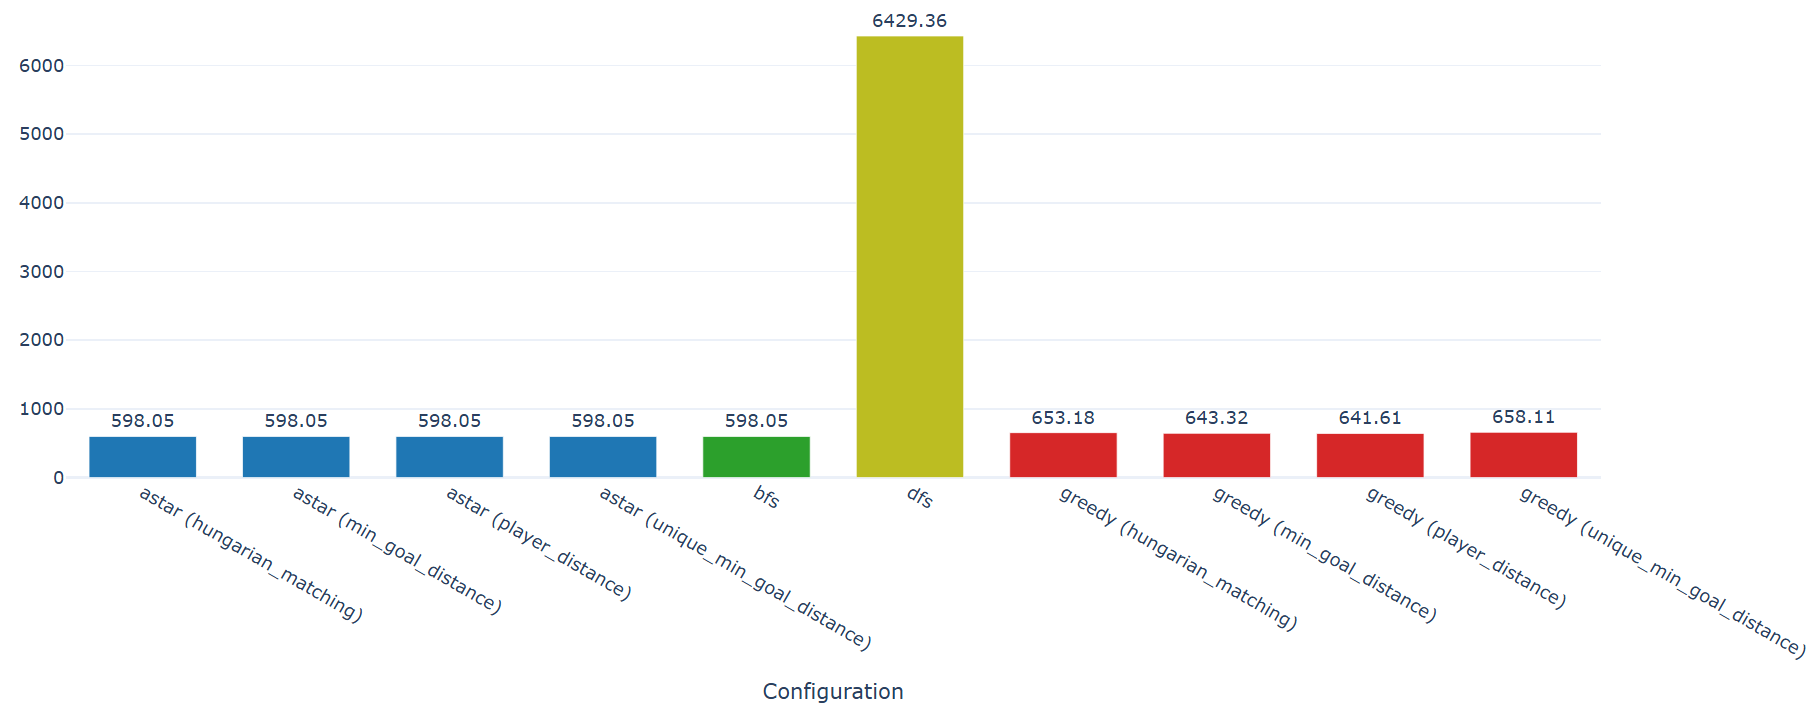 6429.36
6000
5000
4000
3000
2000
1000
0
598.05
598.05
598.05
598.05
598.05
653.18
643.32
641.61
658.11
astar (hungarian_matching)
astar (min_goal_distance)
astar (player_distance)
astar (unique_min_goal_distance)
bfs
dfs
greedy (hungarian_matching)
greedy (min_goal_distance)
greedy (player_distance)
greedy (unique_min_goal_distance)
Configuration